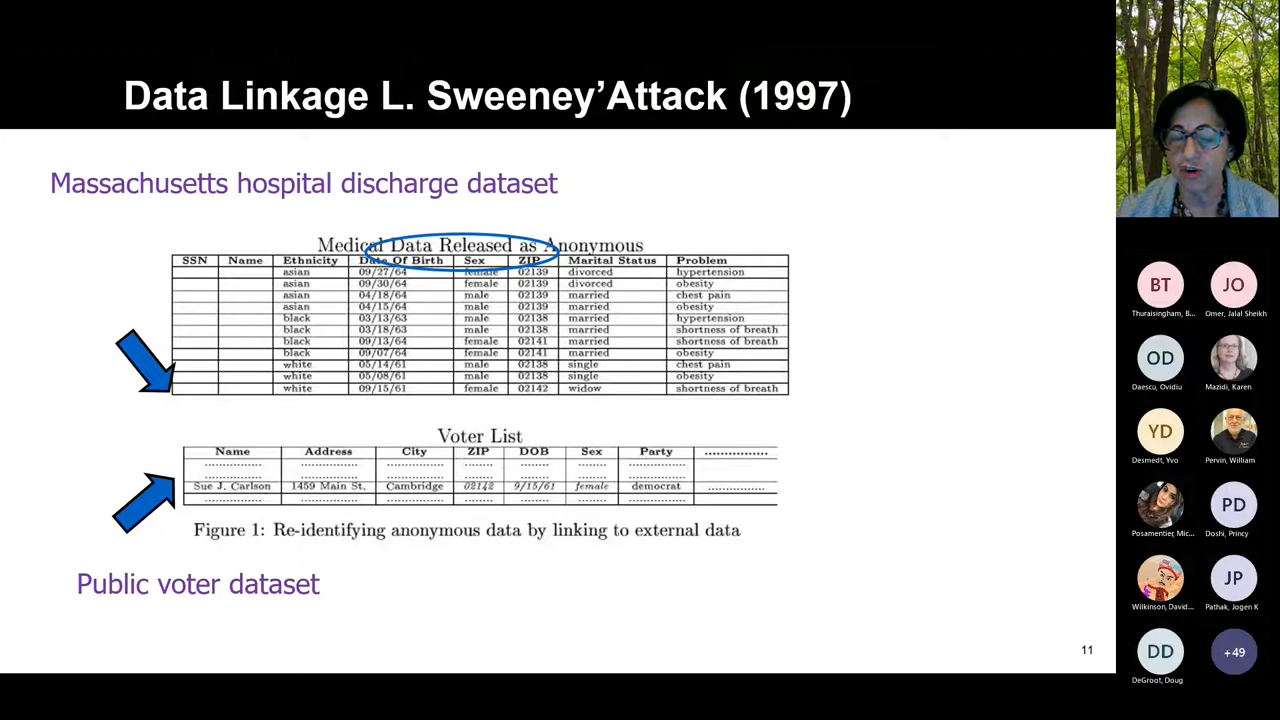 Data Linkage L. Sweeney’Attack (1997)
Massachusetts hospital discharge dataset
Medical Data Released as Anonymous
SSN Name Ethnicity Date Of Birth Sex ZIP Marital Status Problem
asian 09/27/64 female 02139 divorced hypertension
asian 09/30/64 female 02139 divorced obesity
asian 04/18/64 male 02139 married chest pain
asian 04/15/64 male 02139 married obesity
black 03/13/63 male 02138 married hypertension
black 03/18/63 male 02138 married shortness of breath
black 09/13/64 female 02141 married shortness of breath
black 09/07/64 female 02141 married obesity
white 05/14/61 male 02138 single chest pain
white 05/08/61 male 02138 single obesity
white 09/15/61 female 02142 widow shortness of breath
Voter List
Name Address City ZIP DOB Sex Party ................
............... ............... ............... ....... ....... ........ ...............
............... ............... ............... ....... ....... ........ ...............
Sue J. Carlson 1459 Main St. Cambridge 02142 9/15/61 female democrat ...............
............... ............... ............... ....... ....... ........ ...............
Figure 1: Re-identifying anonymous data by linking to external data
Public voter dataset
11
BT
Thuraisingham, B...
JO
Omer, Jalal Sheikh
OD
Daescu, Ovidiu
Mazidi, Karen
YD
Desmedt, Yvo
Pervin, William
Posamentier, Mic...
PD
Doshi, Princy
Wilkinson, David...
JP
Pathak, Jogen K
DD
DeGroot, Doug
+49